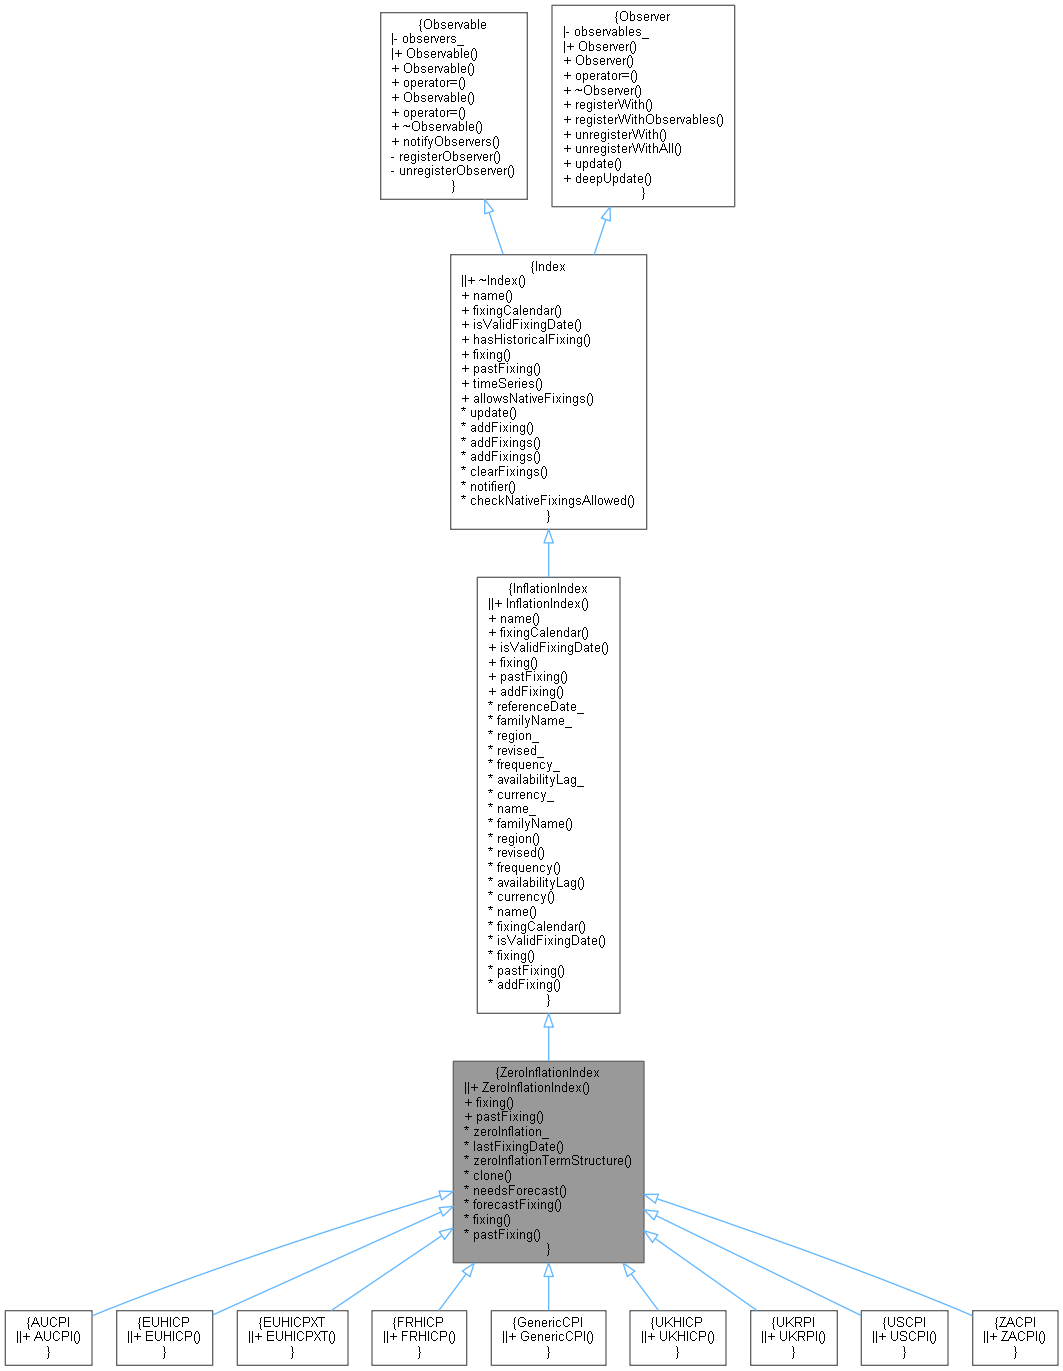 {Observable
|- observers_
|+ Observable()
+ Observable()
+ operator=()
+ Observable()
+ operator=()
+ ~Observable()
+ notifyObservers()
- registerObserver()
- unregisterObserver()
}
{Observer
|- observables_
|+ Observer()
+ Observer()
+ operator=()
+ ~Observer()
+ registerWith()
+ registerWithObservables()
+ unregisterWith()
+ unregisterWithAll()
+ update()
+ deepUpdate()
}
{Index
||+ ~Index()
+ name()
+ fixingCalendar()
+ isValidFixingDate()
+ hasHistoricalFixing()
+ fixing()
+ pastFixing()
+ timeSeries()
+ allowsNativeFixings()
* update()
* addFixing()
* addFixings()
* addFixings()
* clearFixings()
* notifier()
* checkNativeFixingsAllowed()
}
{InflationIndex
||+ InflationIndex()
+ name()
+ fixingCalendar()
+ isValidFixingDate()
+ fixing()
+ pastFixing()
+ addFixing()
* referenceDate_
* familyName_
* region_
* revised_
* frequency_
* availabilityLag_
* currency_
* name_
* familyName()
* region()
* revised()
* frequency()
* availabilityLag()
* currency()
* name()
* fixingCalendar()
* isValidFixingDate()
* fixing()
* pastFixing()
* addFixing()
}
{ZeroInflationIndex
||+ ZeroInflationIndex()
+ fixing()
+ pastFixing()
* zeroInflation_
* lastFixingDate()
* zeroInflationTermStructure()
* clone()
* needsForecast()
* forecastFixing()
* fixing()
* pastFixing()
}
{AUCPI
||+ AUCPI()
}
{EUHICP
||+ EUHICP()
}
{EUHICPXT
||+ EUHICPXT()
}
{FRHICP
||+ FRHICP()
}
{GenericCPI
||+ GenericCPI()
}
{UKHICP
||+ UKHICP()
}
{UKRPI
||+ UKRPI()
}
{USCPI
||+ USCPI()
}
{ZACPI
||+ ZACPI()
}